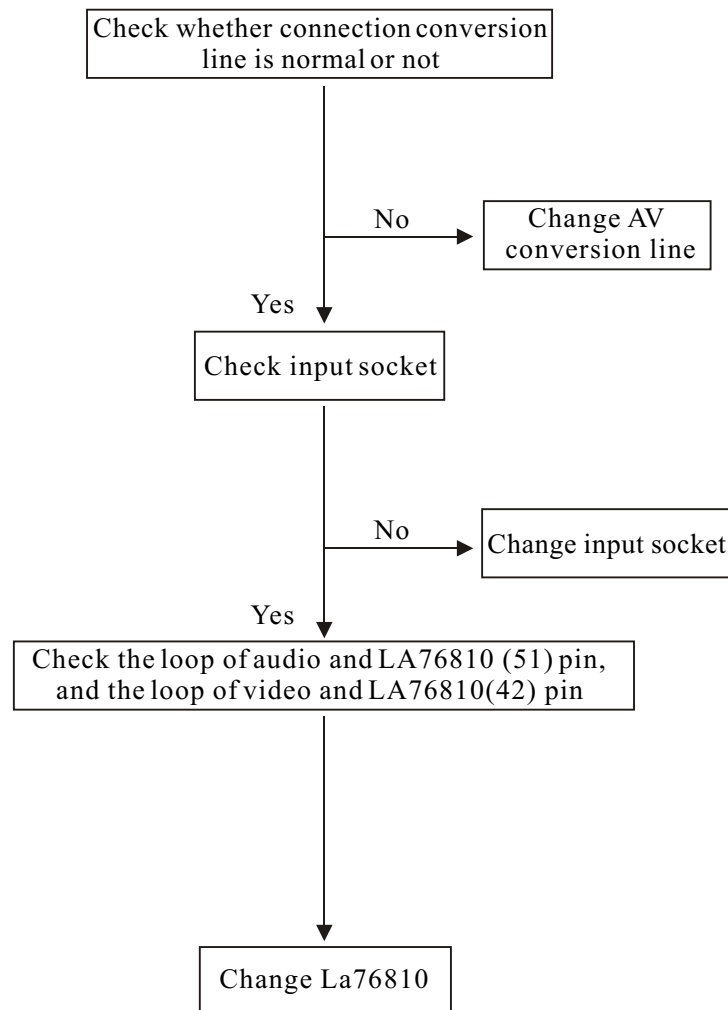 Check whether connection conversion
line is normal or not
No
Change AV
conversion line
Yes
Check input socket
No
Change input socket
Yes
Check the loop of audio and LA76810 (51) pin,
and the loop of video and LA76810(42) pin
Change La76810